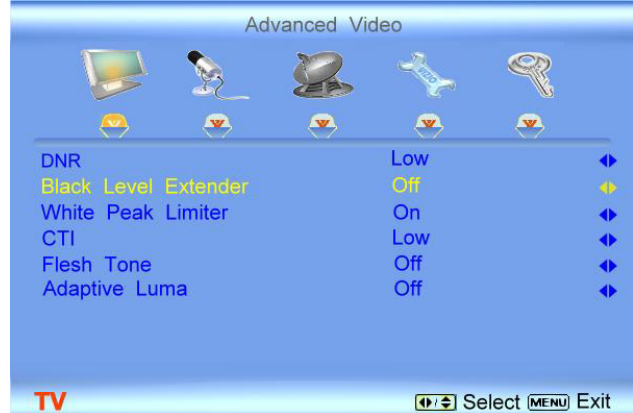 Advanced Video
VIZIO
DNR Low
Black Level Extender Off
White Peak Limiter On
CTI Low
Flesh Tone Off
Adaptive Luma Off
TV Select MENU Exit